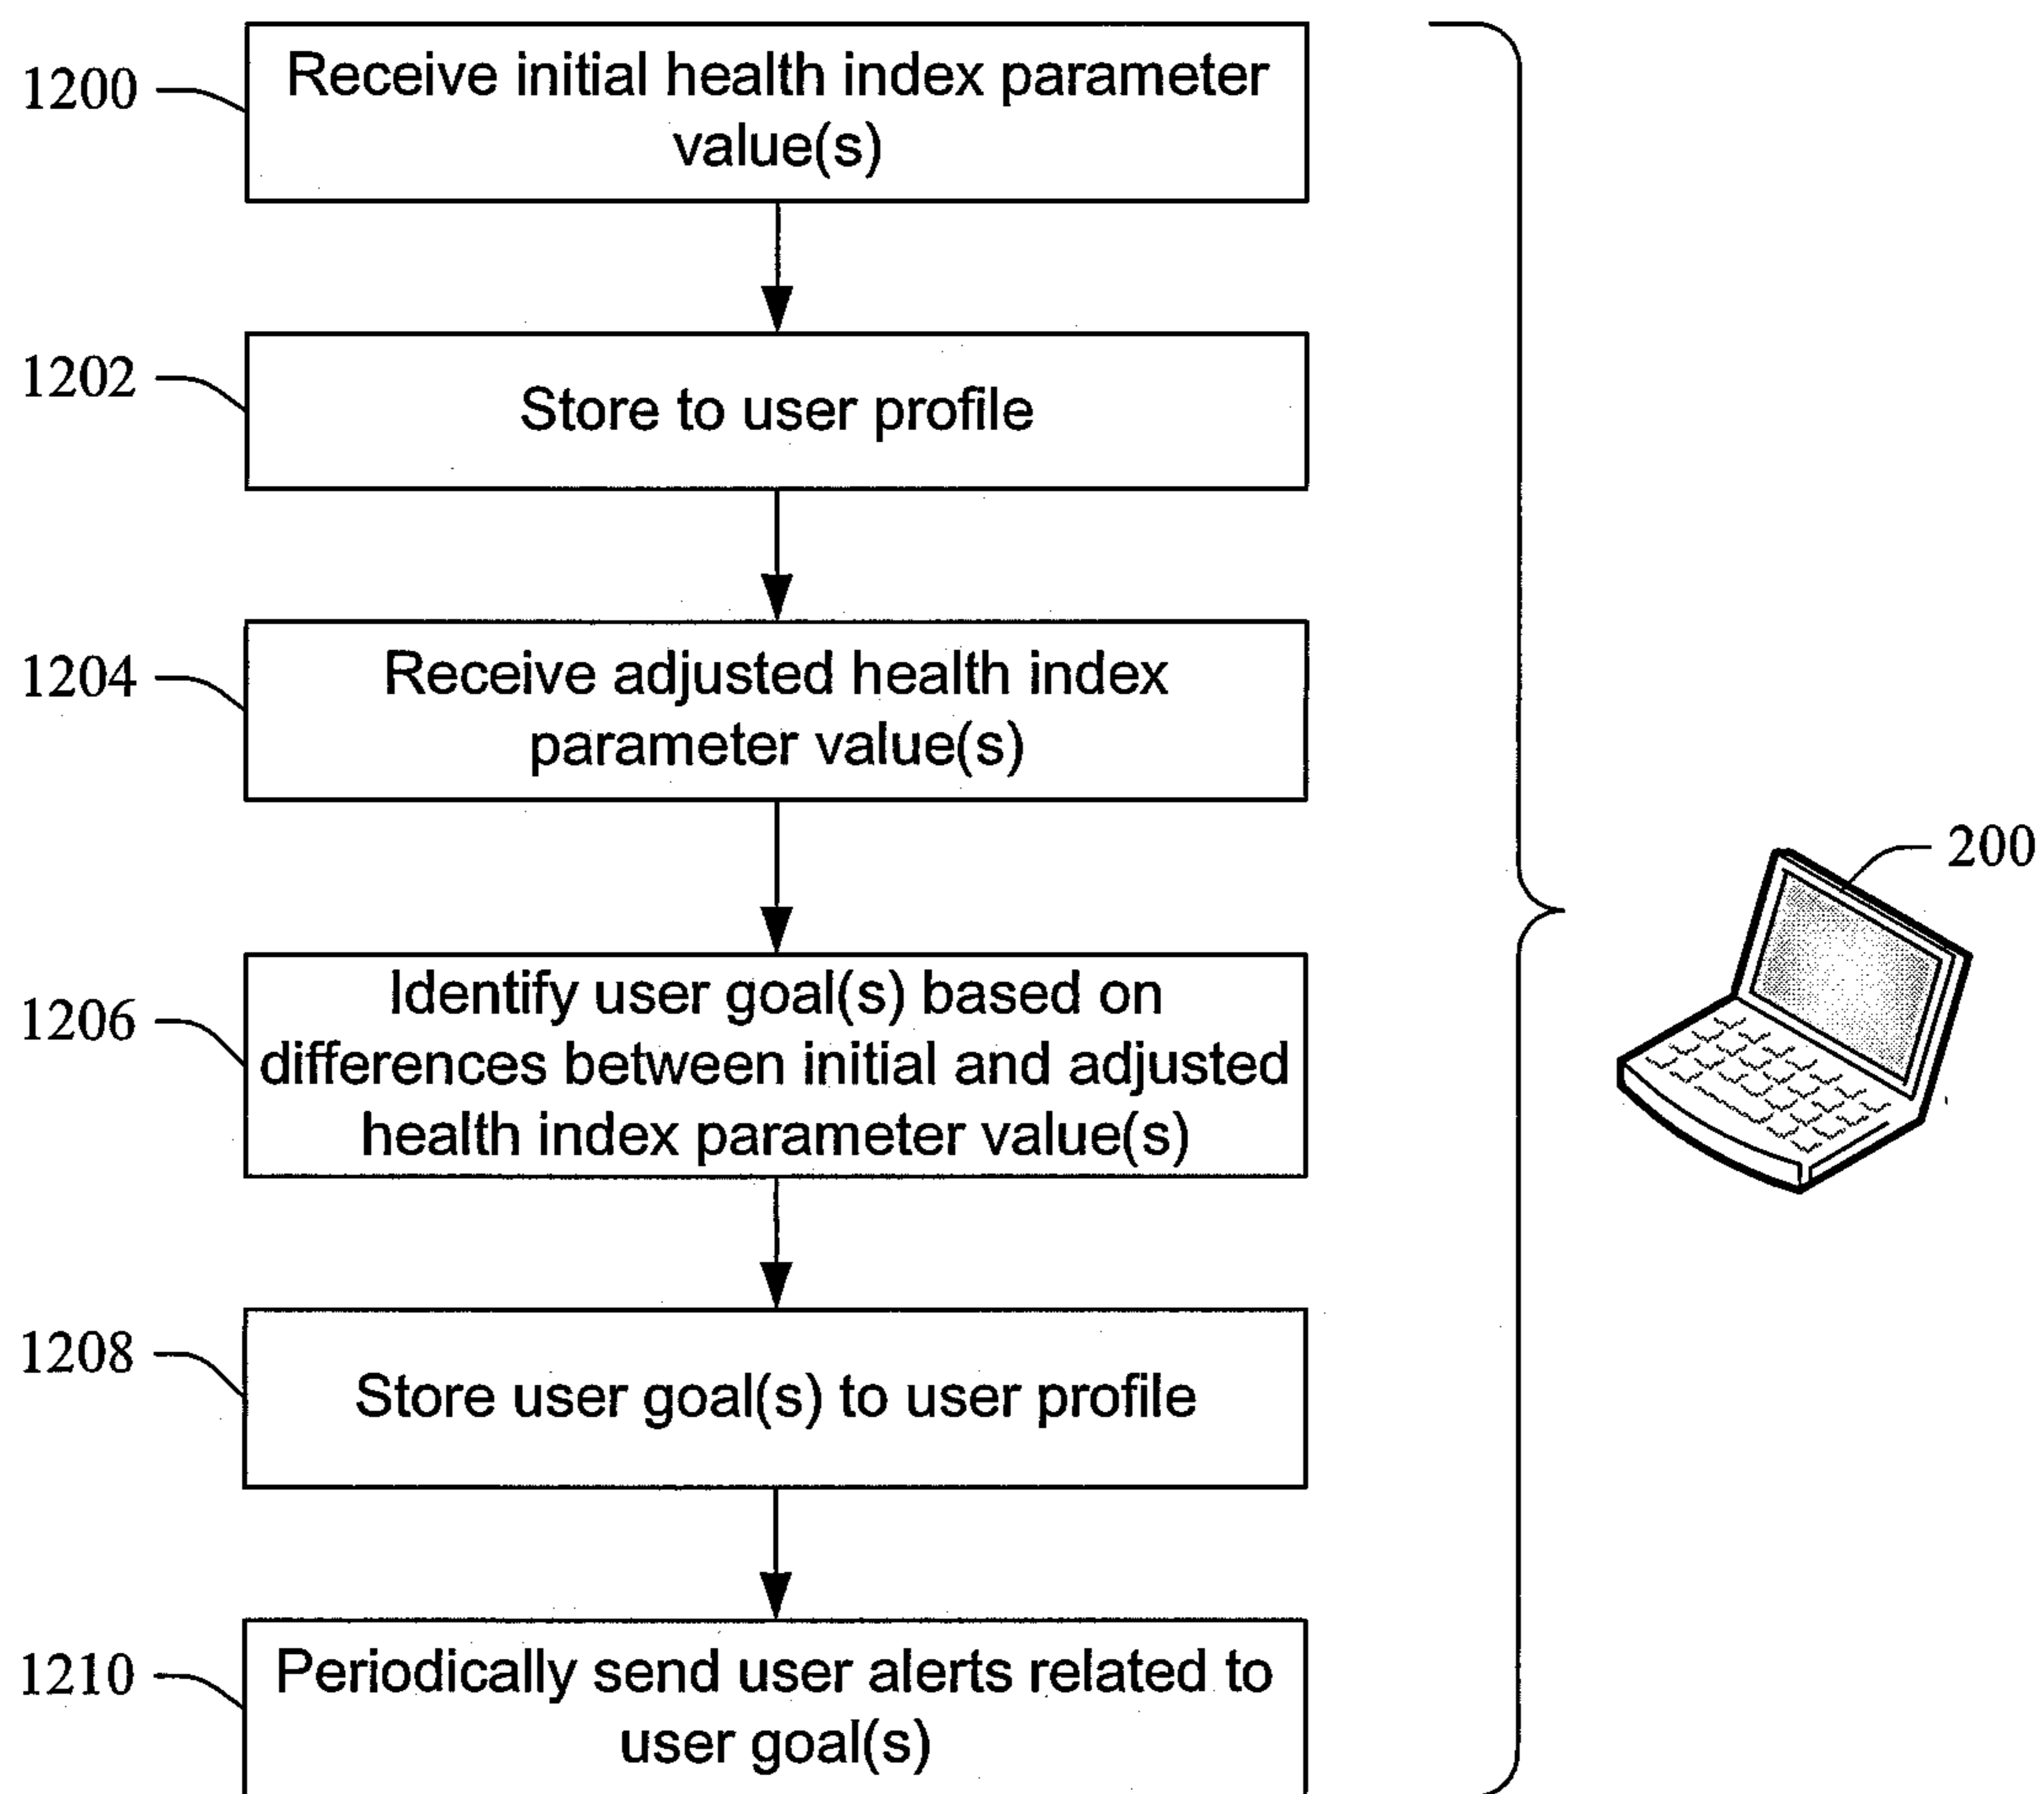 1200
Receive initial health index parameter
value(s)
1202
Store to user profile
1204
Receive adjusted health index
parameter value(s)
200
1206
Identify user goal(s) based on
differences between initial and adjusted
health index parameter value(s)
1208
Store user goal(s) to user profile
1210
Periodically send user alerts related to
user goal(s)